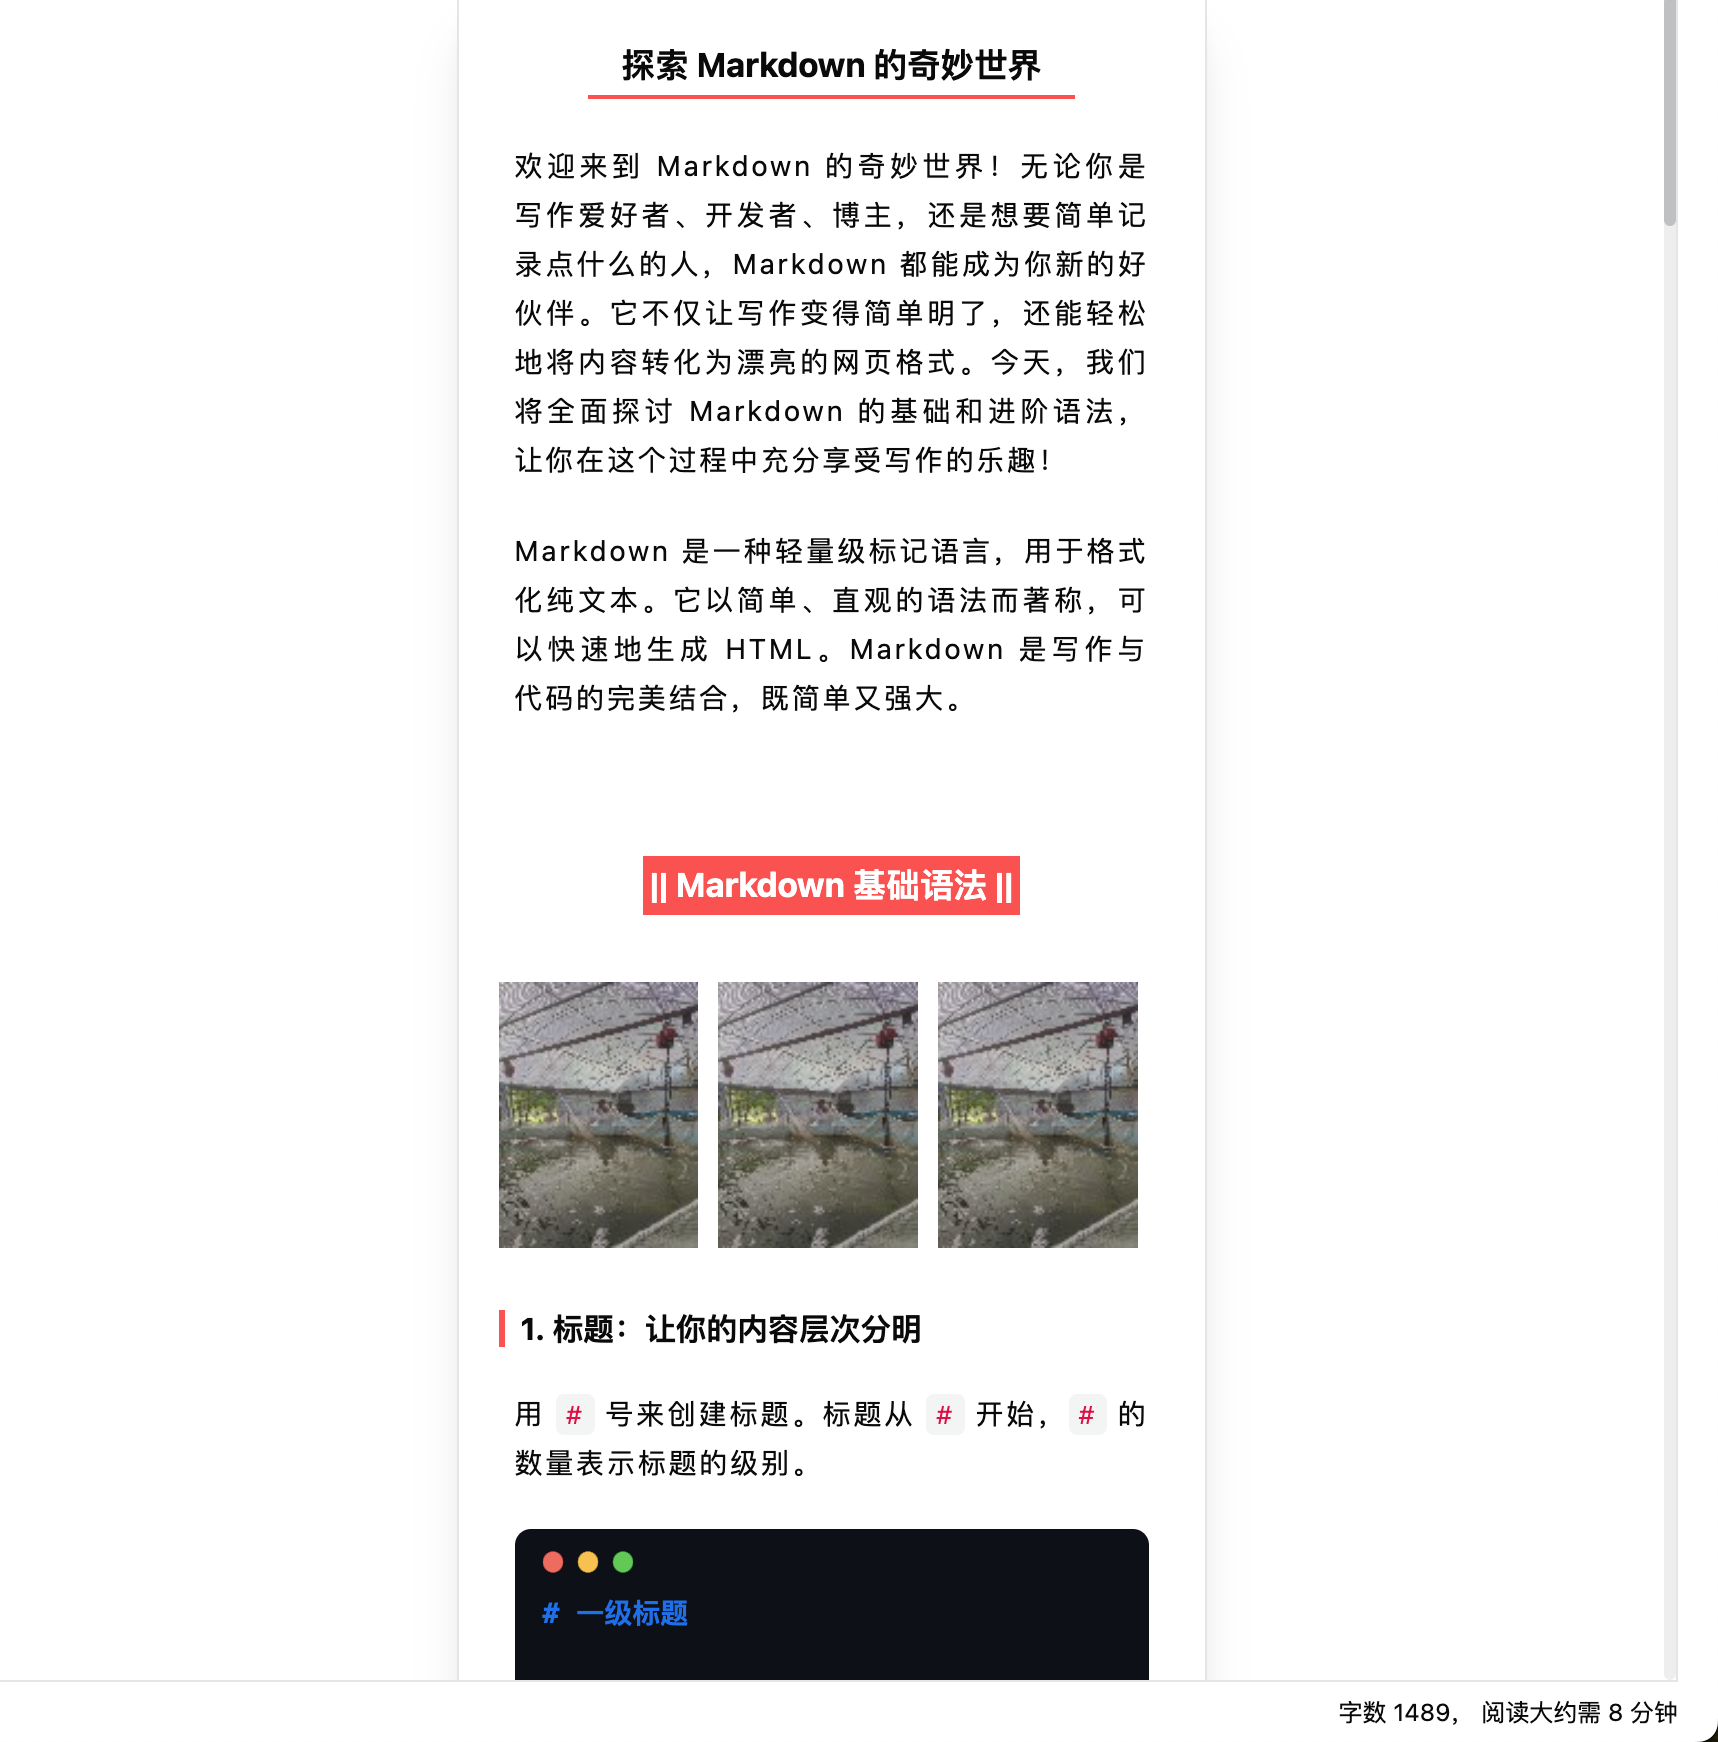 探索 Markdown 的奇妙世界
欢迎来到 Markdown 的奇妙世界！无论你是
写作爱好者、开发者、博主，还是想要简单记
录点什么的人，Markdown 都能成为你新的好
伙伴。它不仅让写作变得简单明了，还能轻松
地将内容转化为漂亮的网页格式。今天，我们
将全面探讨 Markdown 的基础和进阶语法，
让你在这个过程中充分享受写作的乐趣！
Markdown 是一种轻量级标记语言，用于格式
化纯文本。它以简单、直观的语法而著称，可
以快速地生成 HTML。Markdown 是写作与
代码的完美结合，既简单又强大。
|| Markdown 基础语法 ||
1. 标题：让你的内容层次分明
用 # 号来创建标题。标题从 # 开始，# 的
数量表示标题的级别。
# 一级标题
字数 1489， 阅读大约需 8 分钟